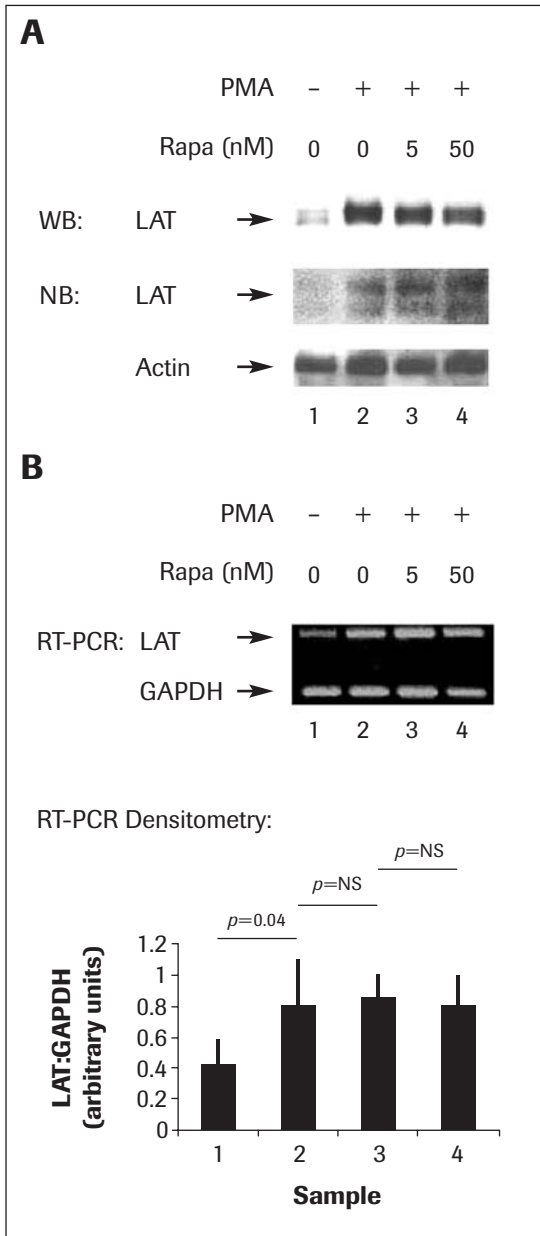 A
PMA – + + +
Rapa (nM) 0 0 5 50
WB: LAT
NB: LAT
Actin
1 2 3 4
B
PMA – + + +
Rapa (nM) 0 0 5 50
RT-PCR: LAT
GAPDH
1 2 3 4
RT-PCR Densitometry:
p=NS
p=NS
p=0.04
LAT:GAPDH
(arbitrary units)
1.2
1
0.8
0.6
0.4
0.2
0
1 2 3 4
Sample